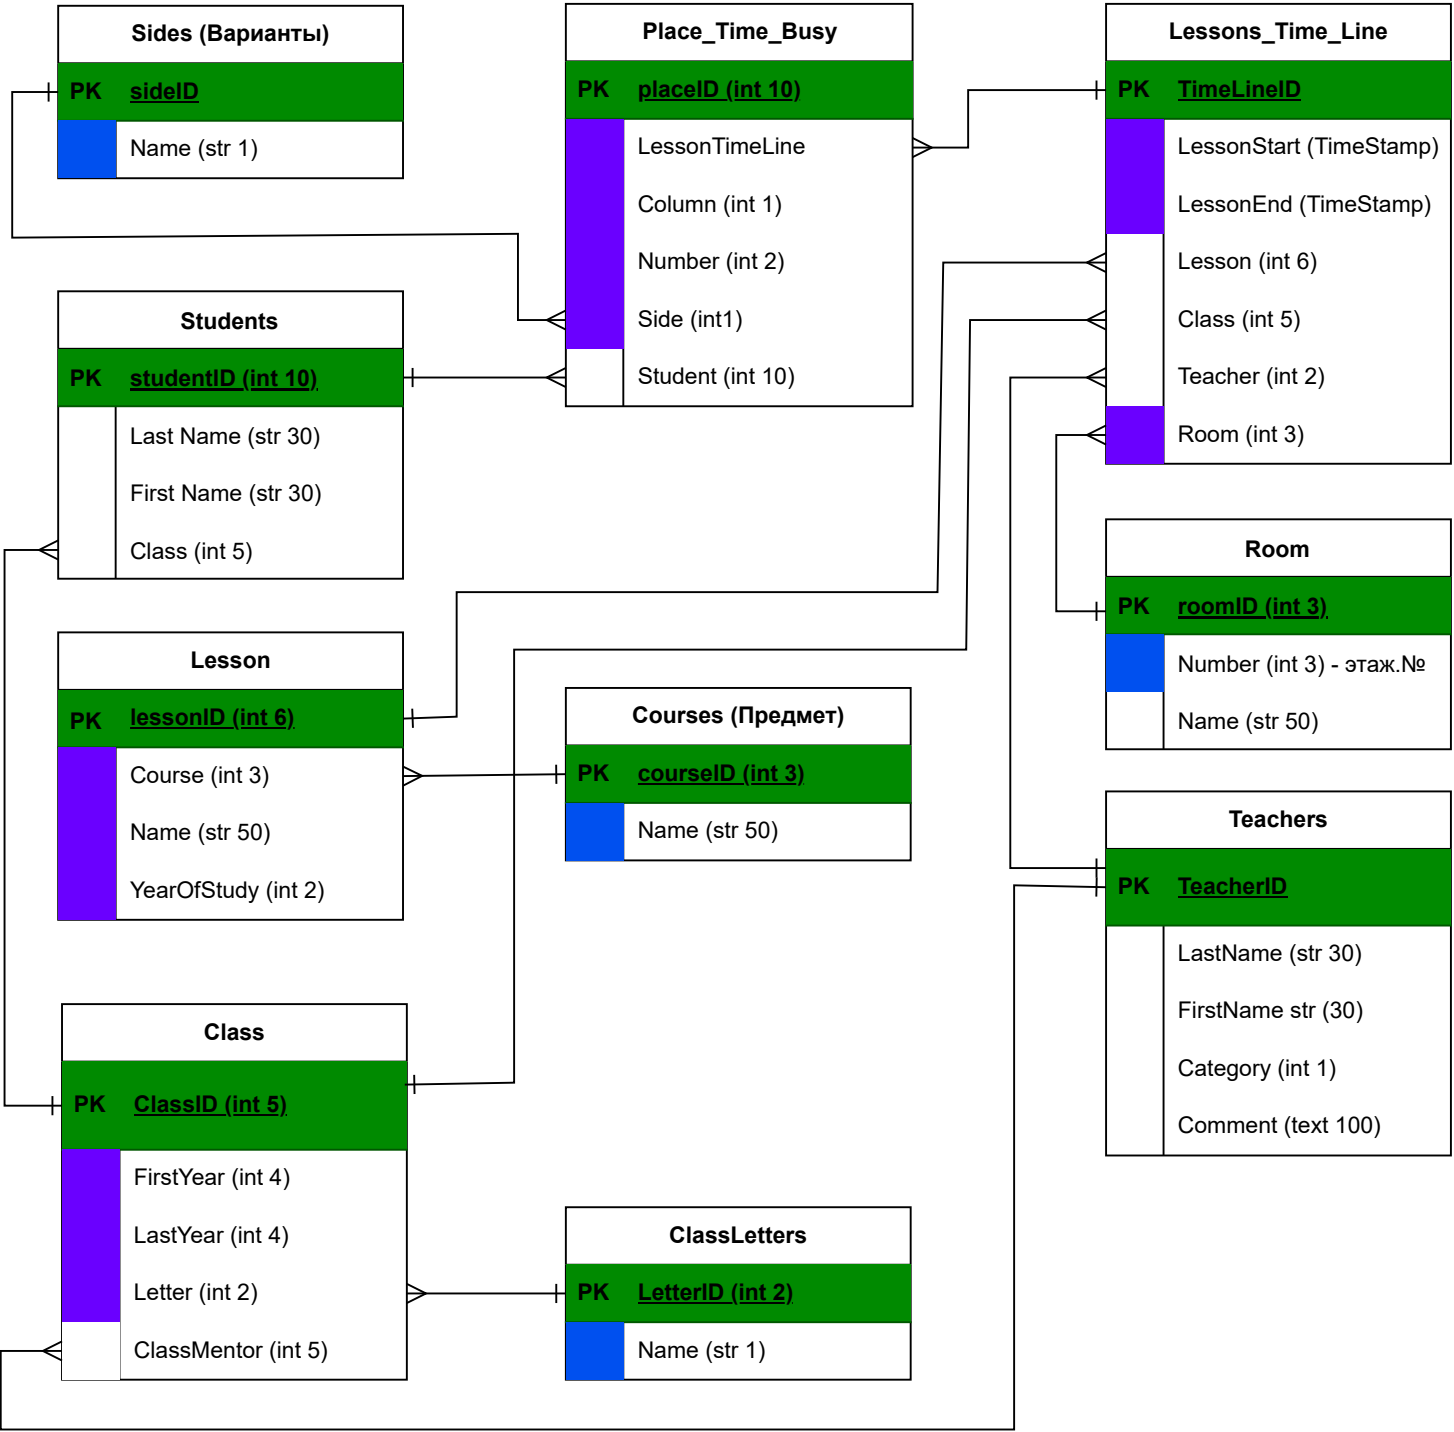 Sides (Варианты)
PK sideID
Name (str 1)
Place_Time_Busy
PK placeID (int 10)
LessonTimeLine
Column (int 1)
Number (int 2)
Side (int1)
Student (int 10)
Lessons_Time_Line
PK TimeLineID
LessonStart (TimeStamp)
LessonEnd (TimeStamp)
Lesson (int 6)
Class (int 5)
Teacher (int 2)
Room (int 3)
Students
PK studentID (int 10)
Last Name (str 30)
First Name (str 30)
Class (int 5)
Room
PK roomID (int 3)
Number (int 3) - этаж.№
Name (str 50)
Lesson
PK lessonID (int 6)
Course (int 3)
Name (str 50)
YearOfStudy (int 2)
Courses (Предмет)
PK courseID (int 3)
Name (str 50)
Teachers
PK TeacherID
LastName (str 30)
FirstName str (30)
Category (int 1)
Comment (text 100)
Class
PK ClassID (int 5)
FirstYear (int 4)
LastYear (int 4)
Letter (int 2)
ClassMentor (int 5)
ClassLetters
PK LetterID (int 2)
Name (str 1)